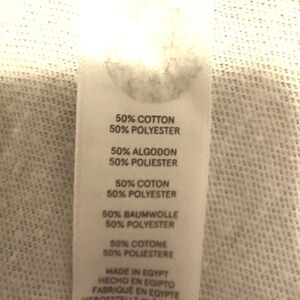 50% COTTON
50% POLYESTER
50% ALGODON
50% POLIESTER
50% COTON
50% POLYESTER
50% BAUMWOLLE
50% POLYESTER
50% COTONE
50% POLIESTERE
MADE IN EGYPT
HECHO EN EGIPTO
FABRIQUÉ EN EGYPTE